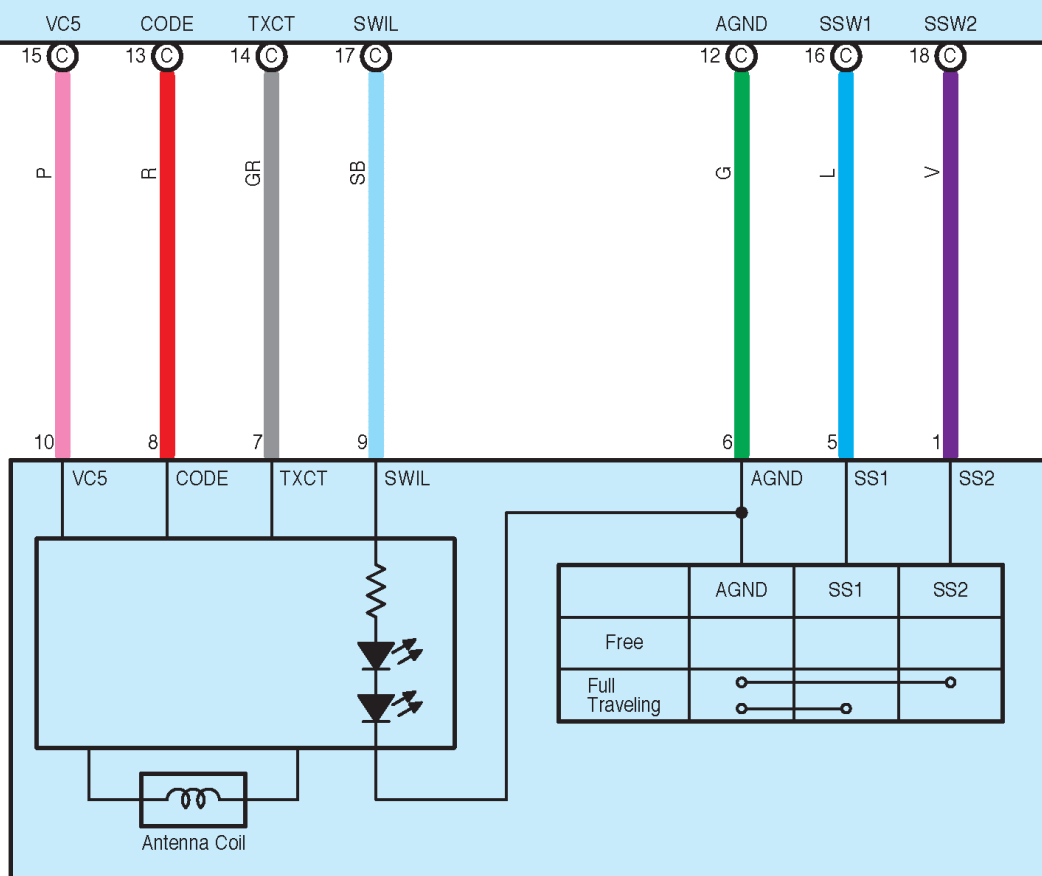 VC5 CODE TXCT SWIL AGND SSW1 SSW2
15 C 13 C 14 C 17 C 12 C 16 C 18 C
P R GR SB G L V
10 8 7 9 6 5 1
VC5 CODE TXCT SWIL AGND SS1 SS2
AGND SS1 SS2
Free
Full
Traveling
Antenna Coil